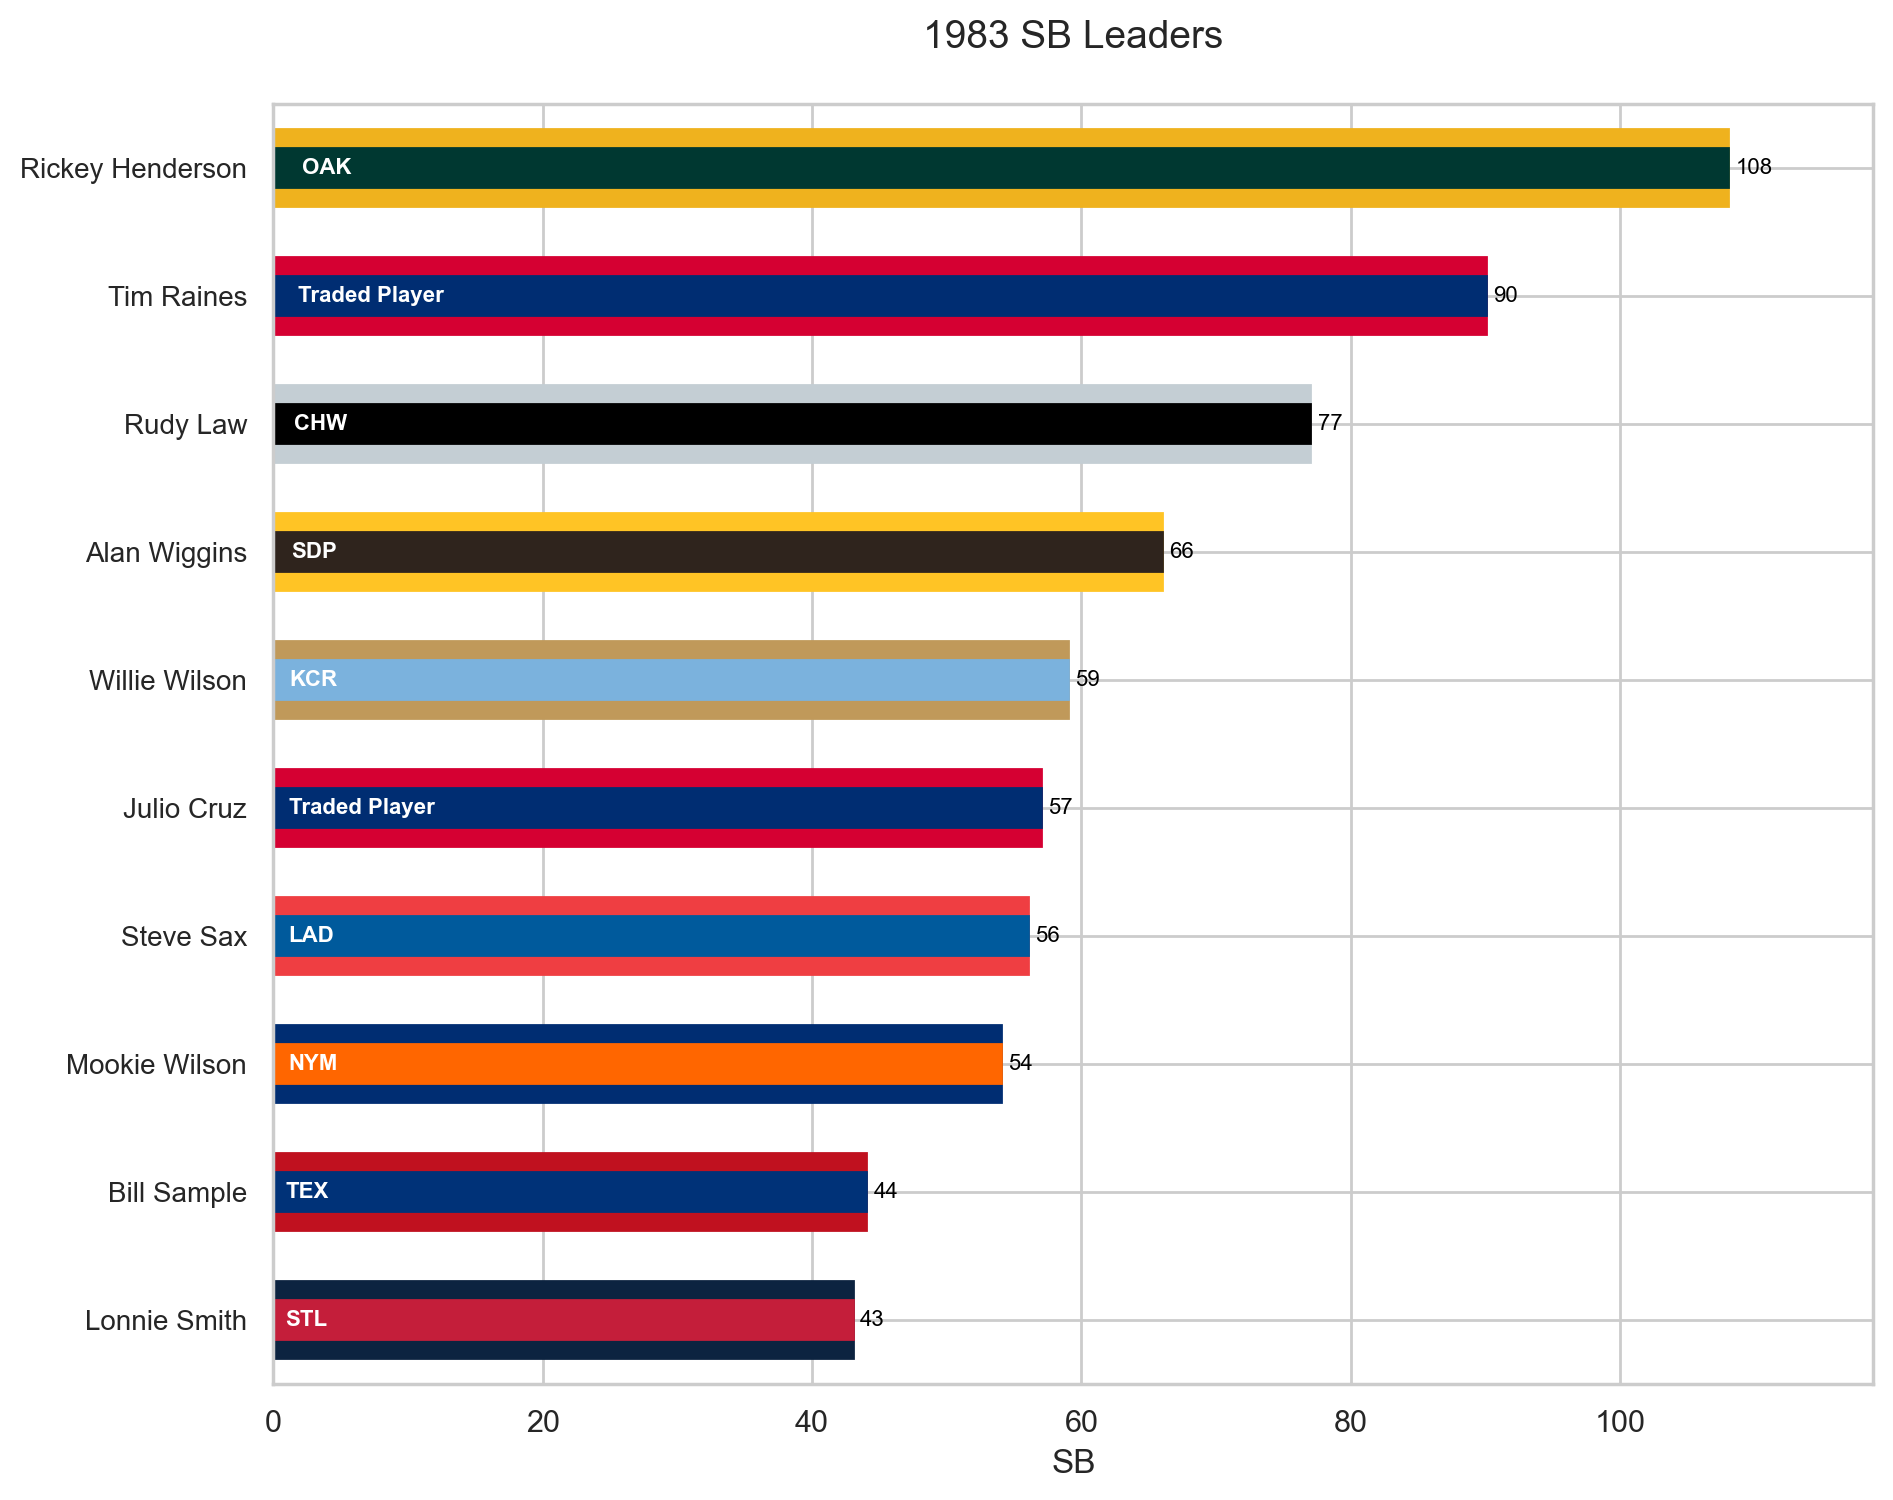 1983 SB Leaders
Rickey Henderson OAK 108
Tim Raines Traded Player 90
Rudy Law CHW 77
Alan Wiggins SDP 66
Willie Wilson KCR 59
Julio Cruz Traded Player 57
Steve Sax LAD 56
Mookie Wilson NYM 54
Bill Sample TEX 44
Lonnie Smith STL 43
0 20 40 60 80 100
SB